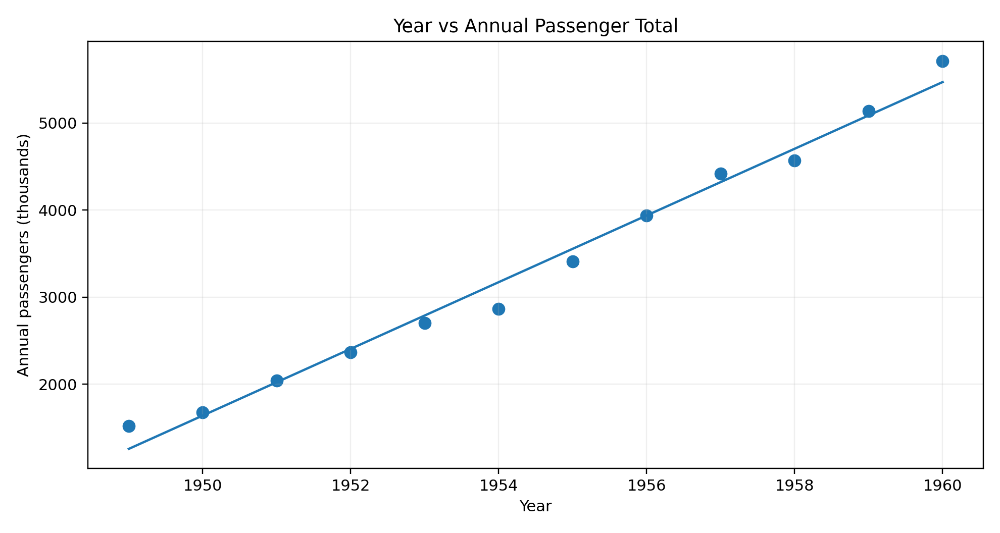 Year vs Annual Passenger Total
Annual passengers (thousands)
5000
4000
3000
2000
1950 1952 1954 1956 1958 1960
Year